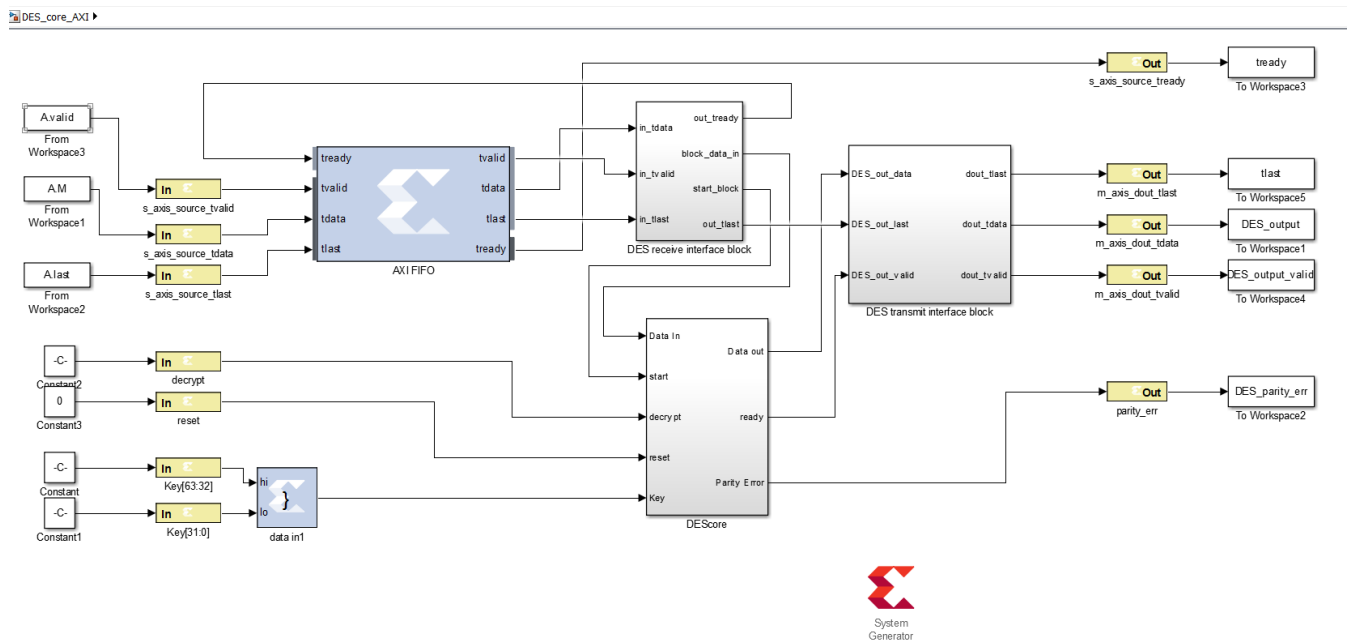 DES_core_AXI
A.valid
From
Workspace3
A.M
From
Workspace1
A.last
From
Workspace2
In
s_axis_source_tvalid
In
s_axis_source_tdata
In
s_axis_source_tlast
tready
tvalid
tdata
tlast
tvalid
tdata
tlast
tready
AXI FIFO
in_tdata
in_tvalid
in_tlast
out_tready
block_data_in
start_block
out_tlast
DES receive interface block
DES_out_data
DES_out_last
DES_out_valid
dout_tlast
dout_tdata
dout_tvalid
DES transmit interface block
Out
s_axis_source_tready
tready
To Workspace3
Out
m_axis_dout_tlast
tlast
To Workspace5
Out
m_axis_dout_tdata
DES_output
To Workspace1
Out
m_axis_dout_tvalid
DES_output_valid
To Workspace4
-C-
Constant2
In
decrypt
0
Constant3
In
reset
-C-
Constant
In
Key[63:32]
-C-
Constant1
In
Key[31:0]
hi
lo
}
data in1
Data In
start
decrypt
reset
Key
Data out
ready
Parity Error
DEScore
Out
parity_err
DES_parity_err
To Workspace2
System
Generator